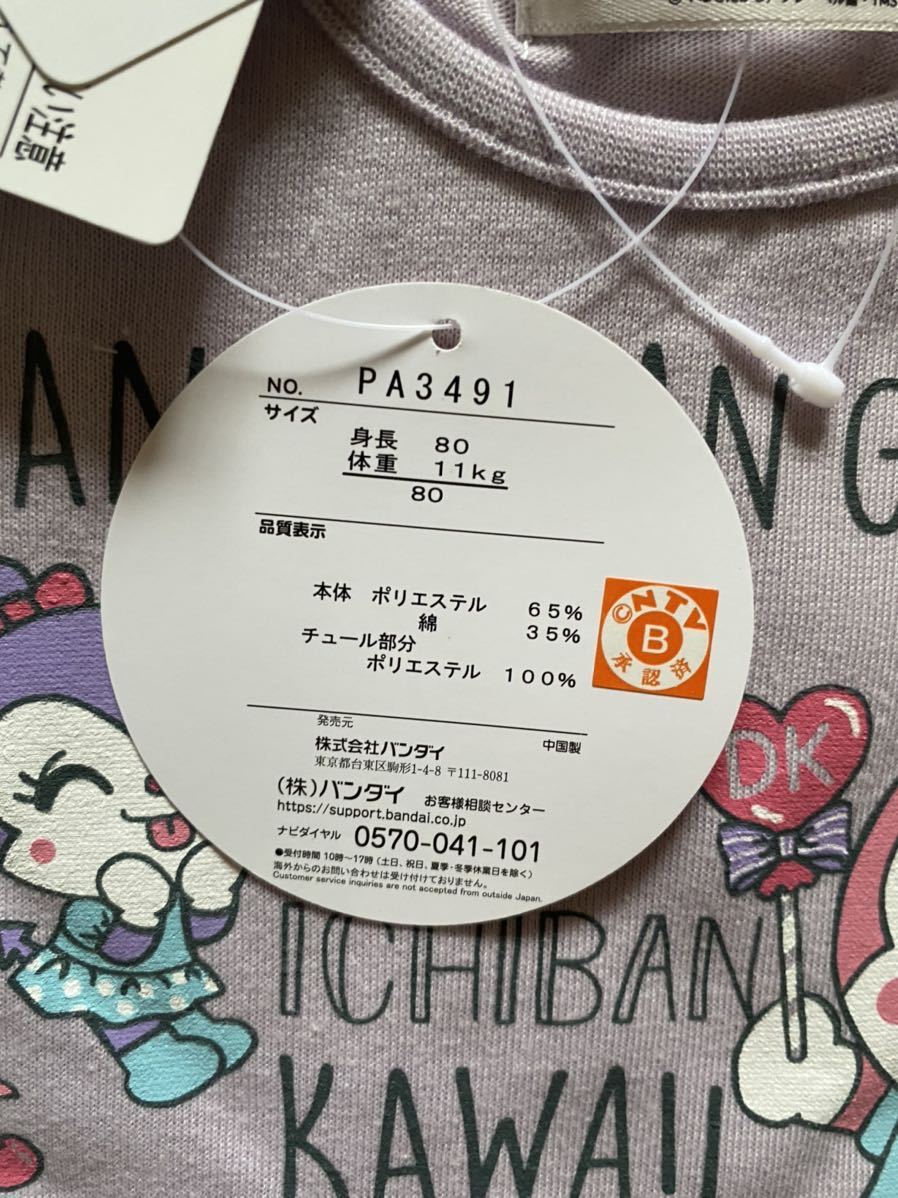 NO. PA3491
サイズ
身長 80
体重 11kg
80
品質表示
本体 ポリエステル 65%
綿 35%
チュール部分
ポリエステル 100%
©NTV
B
承認済
発売元
株式会社バンダイ 中国製
東京都台東区駒形1-4-8 〒111-8081
(株)バンダイ お客様相談センター
https://support.bandai.co.jp
ナビダイヤル 0570-041-101
●受付時間 10時〜17時(土日、祝日、夏季・冬季休業日を除く)
海外からのお問い合わせは受け付けておりません。
Customer service inquiries are not accepted from outside Japan.
DK
ICHIBAN
KAWAII